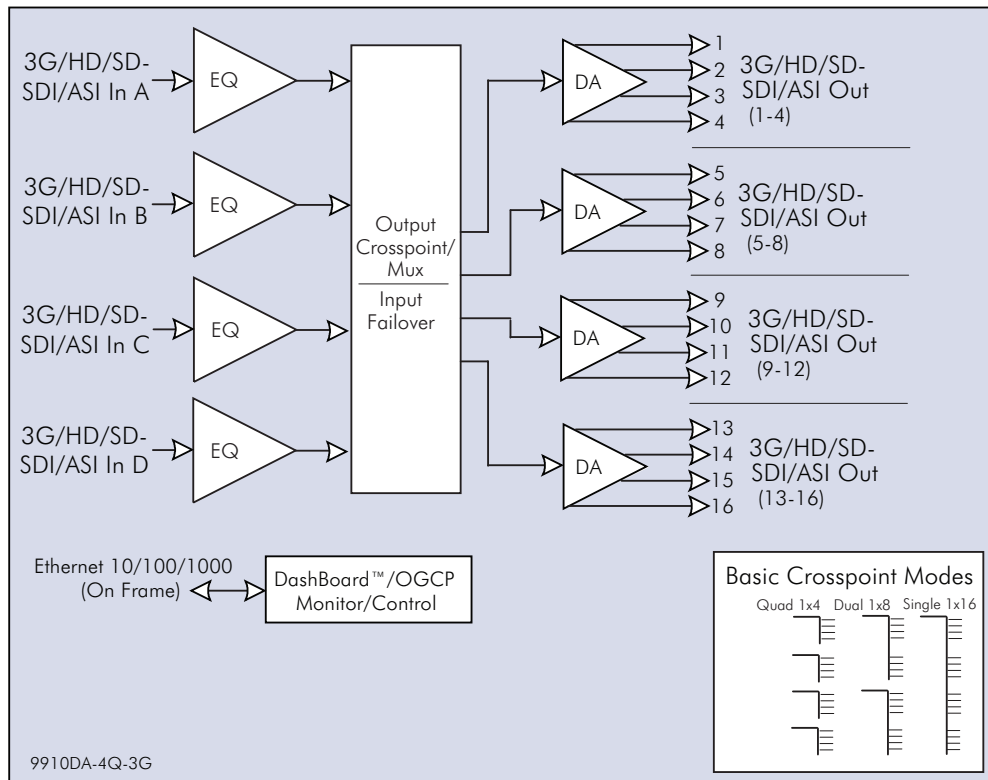 3G/HD/SD-
SDI/ASI In A
EQ
3G/HD/SD-
SDI/ASI In B
EQ
3G/HD/SD-
SDI/ASI In C
EQ
3G/HD/SD-
SDI/ASI In D
EQ
Output
Crosspoint/
Mux
Input
Failover
DA
1
2
3
4
3G/HD/SD-
SDI/ASI Out
(1-4)
DA
5
6
7
8
3G/HD/SD-
SDI/ASI Out
(5-8)
DA
9
10
11
12
3G/HD/SD-
SDI/ASI Out
(9-12)
DA
13
14
15
16
3G/HD/SD-
SDI/ASI Out
(13-16)
Ethernet 10/100/1000
(On Frame)
DashBoard™/OGCP
Monitor/Control
Basic Crosspoint Modes
Quad 1x4 Dual 1x8 Single 1x16
9910DA-4Q-3G